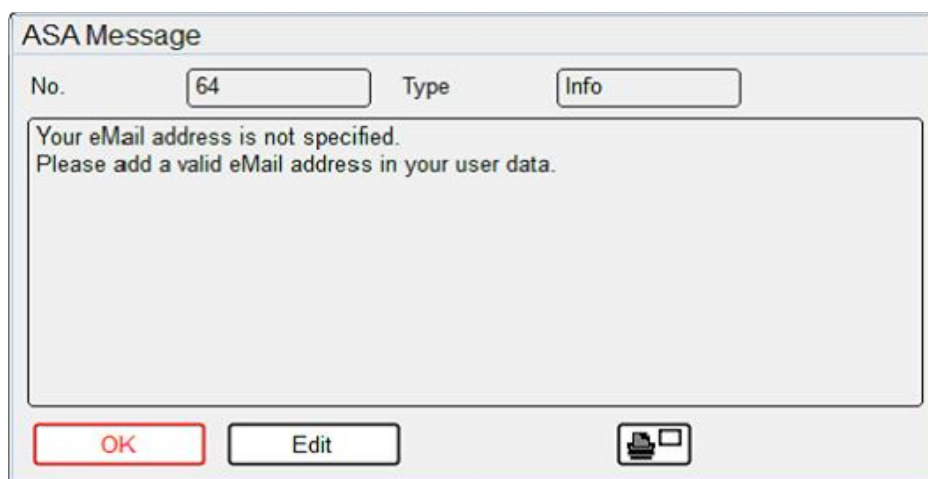 ASA Message
No. 64 Type Info
Your eMail address is not specified.
Please add a valid eMail address in your user data.
OK Edit